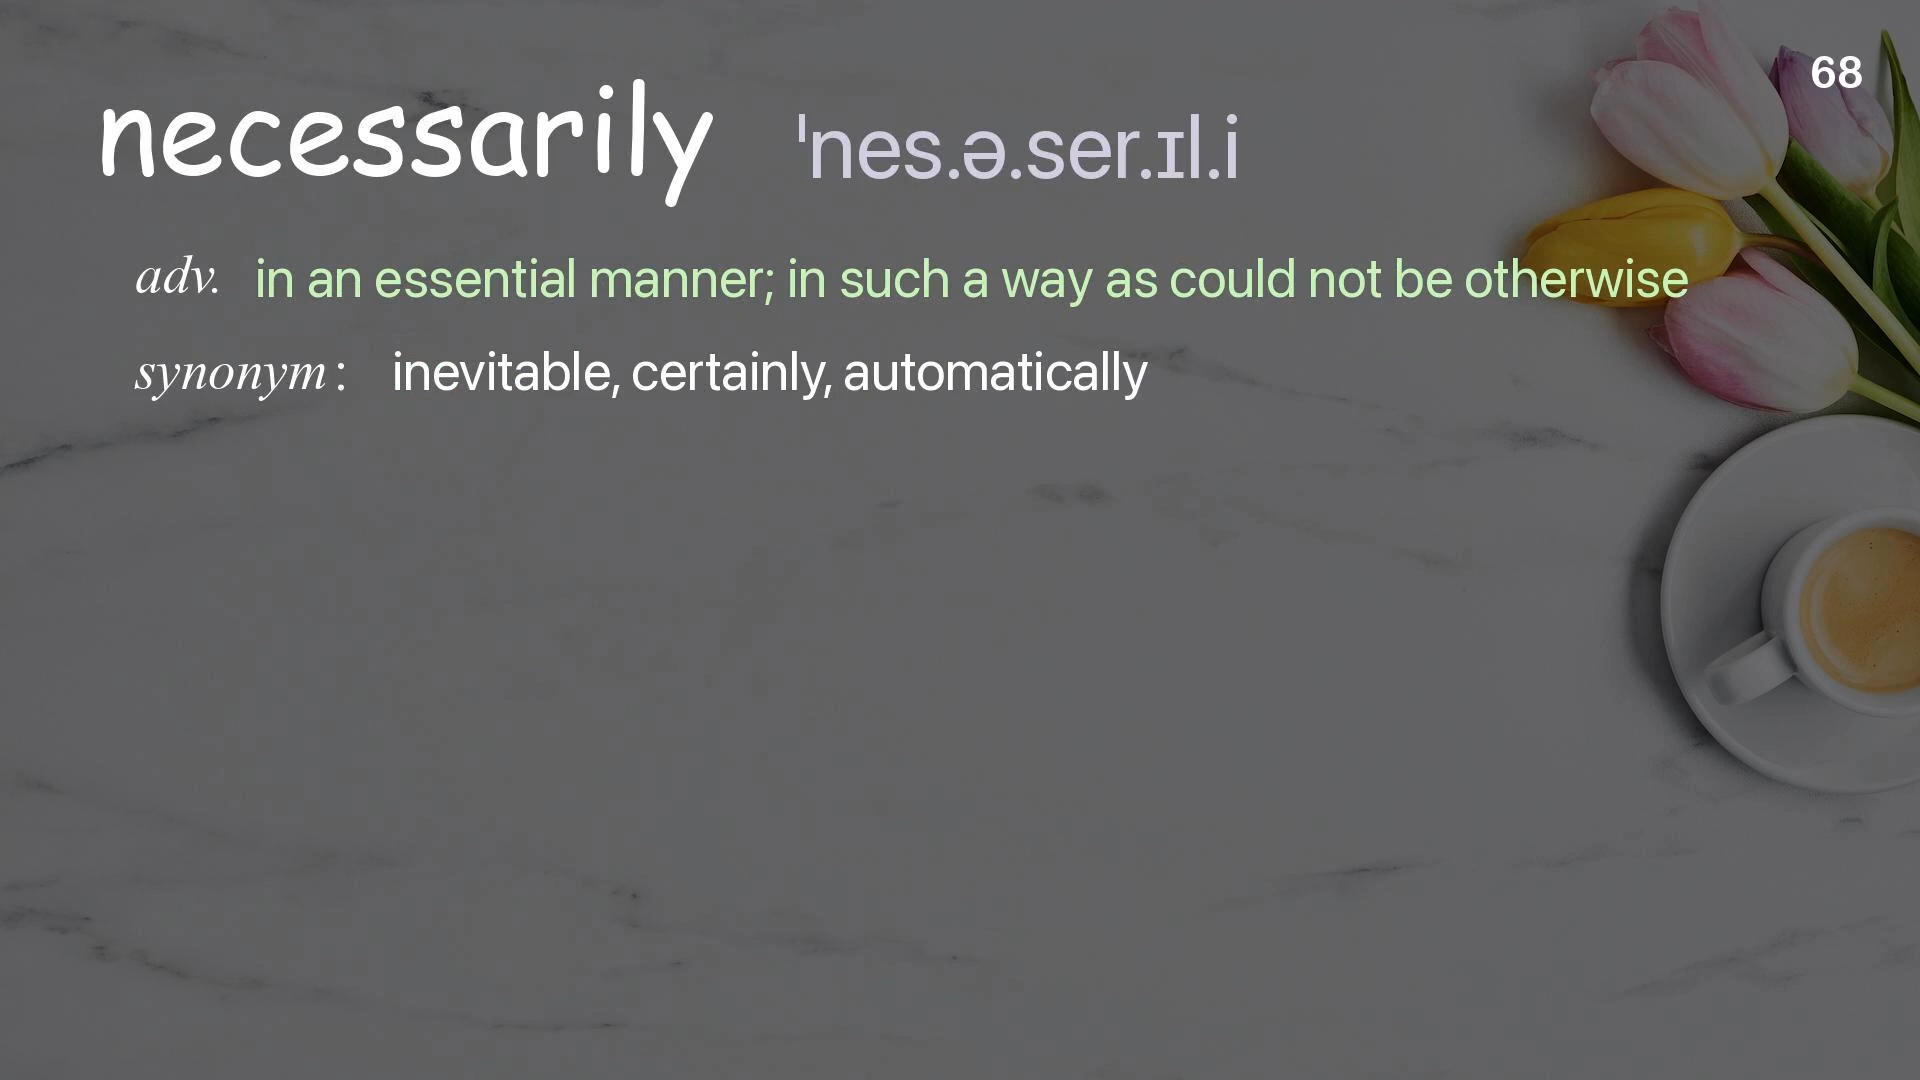 68
necessarily ˈnes.ə.ser.ɪl.i
adv. in an essential manner; in such a way as could not be otherwise
synonym : inevitable, certainly, automatically